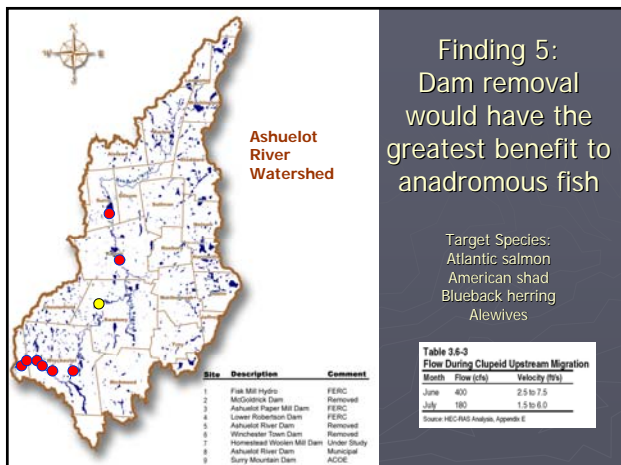 N
Ashuelot
River
Watershed
Winchester
Richmond
Site Description Comment
1 Fisk Mill Hydro FERC
2 McGoldrick Dam Removed
3 Ashuelot Paper Mill Dam FERC
4 Lower Robertson Dam FERC
5 Ashuelot River Dam Removed
6 Winchester Town Dam Removed
7 Homestead Woolen Mill Dam Under Study
8 Ashuelot River Dam Municipal
9 Surry Mountain Dam ACOE
Finding 5:
Dam removal
would have the
greatest benefit to
anadromous fish
Target Species:
Atlantic salmon
American shad
Blueback herring
Alewives
Table 3.6-3
Flow During Clupeid Upstream Migration
Month Flow (cfs) Velocity (ft/s)
June 400 2.5 to 7.5
July 180 1.5 to 6.0
Source: HEC-RAS Analysis, Appendix E